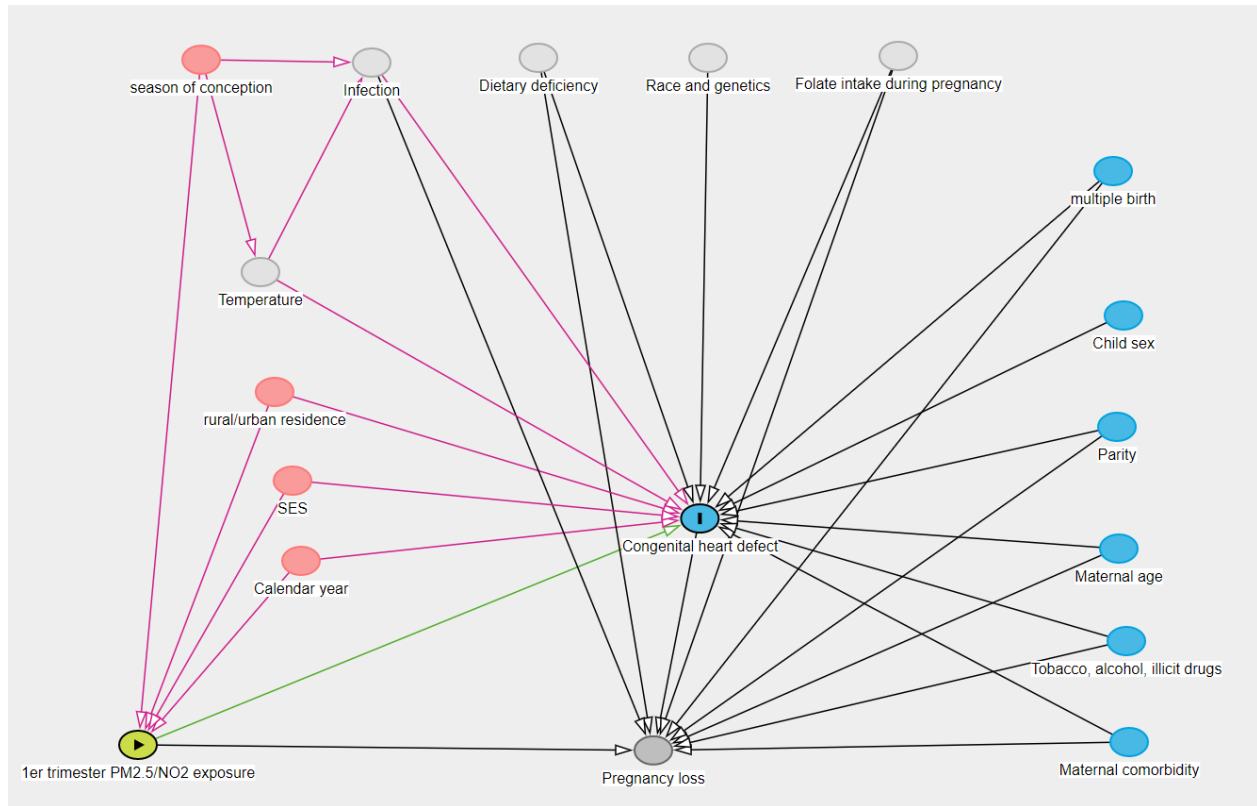 season of conception
Infection
Dietary deficiency
Race and genetics
Folate intake during pregnancy
multiple birth
Temperature
Child sex
rural/urban residence
Parity
SES
Congenital heart defect
Maternal age
Calendar year
Tobacco, alcohol, illicit drugs
1er trimester PM2.5/NO2 exposure
Pregnancy loss
Maternal comorbidity